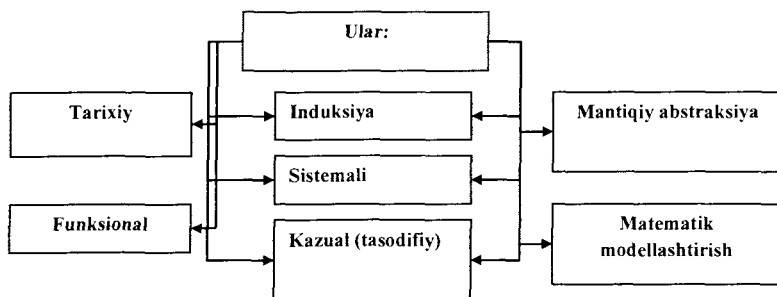 Ular:
Tarixiy
Induksiya
Mantiqiy abstraksiya
Sistemali
Funksional
Kazual (tasodifiy)
Matematik
modellashtirish